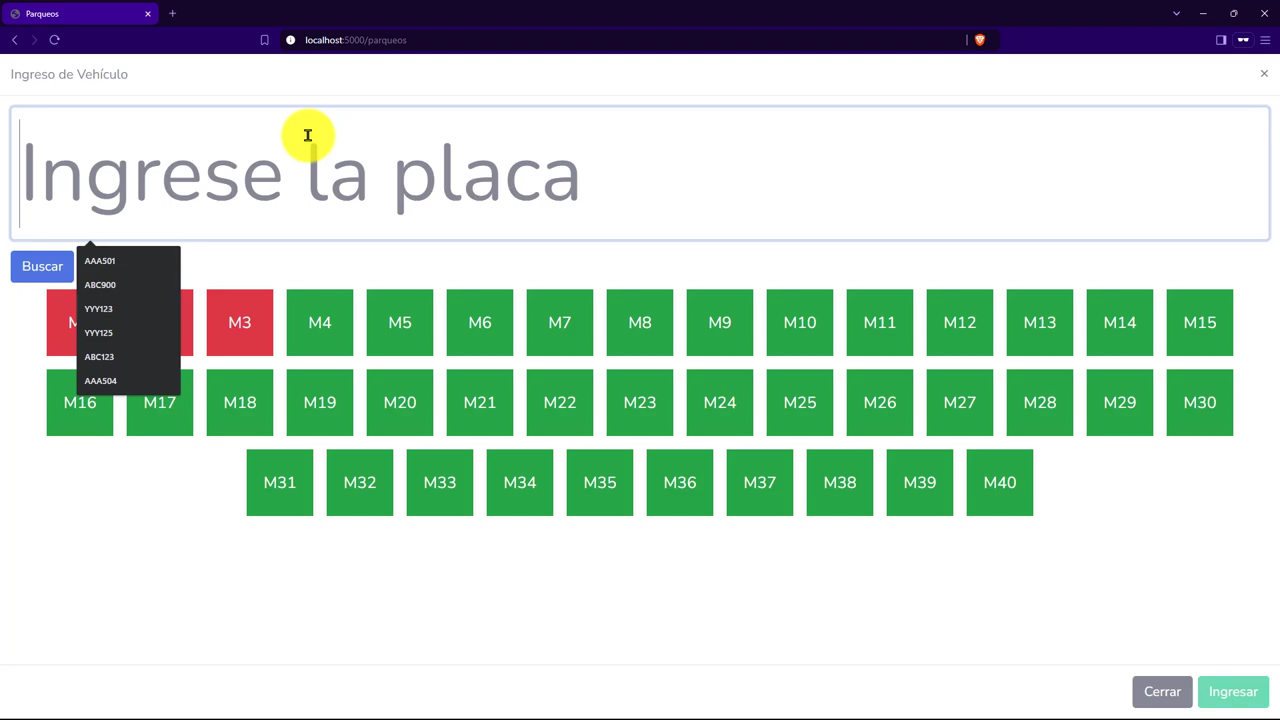 Parqueos
localhost:5000/parqueos
Ingreso de Vehículo
Ingrese la placa
Buscar
AAA501
ABC900
YYY123
YYY125
ABC123
AAA504
M3 M4 M5 M6 M7 M8 M9 M10 M11 M12 M13 M14 M15
M16 M17 M18 M19 M20 M21 M22 M23 M24 M25 M26 M27 M28 M29 M30
M31 M32 M33 M34 M35 M36 M37 M38 M39 M40
Cerrar Ingresar